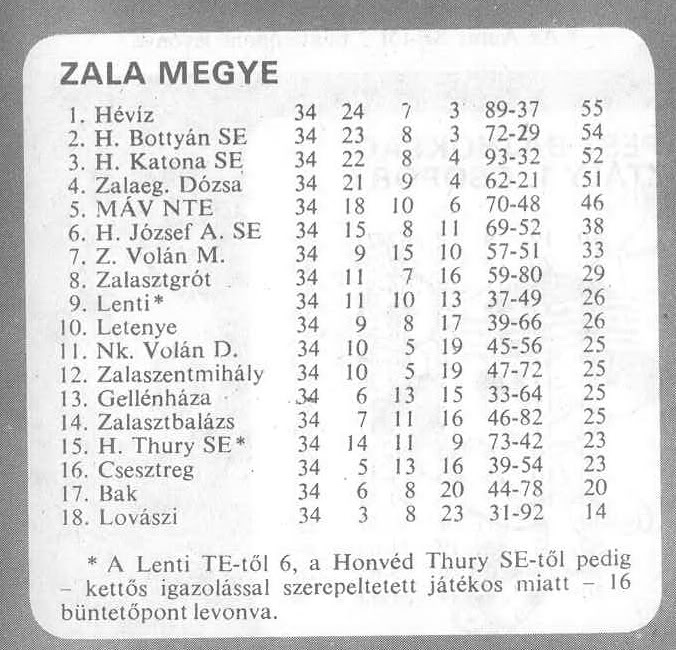 ZALA MEGYE
1. Hévíz 34 24 7 3 89-37 55
2. H. Bottyán SE 34 23 8 3 72-29 54
3. H. Katona SE 34 22 8 4 93-32 52
4. Zalaeg. Dózsa 34 21 9 4 62-21 51
5. MÁV NTE 34 18 10 6 70-48 46
6. H. József A. SE 34 15 8 11 69-52 38
7. Z. Volán M. 34 9 15 10 57-51 33
8. Zalasztgrót 34 11 7 16 59-80 29
9. Lenti* 34 11 10 13 37-49 26
10. Letenye 34 9 8 17 39-66 26
11. Nk. Volán D. 34 10 5 19 45-56 25
12. Zalaszentmihály 34 10 5 19 47-72 25
13. Gellénháza 34 6 13 15 33-64 25
14. Zalasztbalázs 34 7 11 16 46-82 25
15. H. Thury SE* 34 14 11 9 73-42 23
16. Csesztreg 34 5 13 16 39-54 23
17. Bak 34 6 8 20 44-78 20
18. Lovászi 34 3 8 23 31-92 14
* A Lenti TE-től 6, a Honvéd Thury SE-től pedig
– kettős igazolással szerepeltetett játékos miatt – 16
büntetőpont levonva.